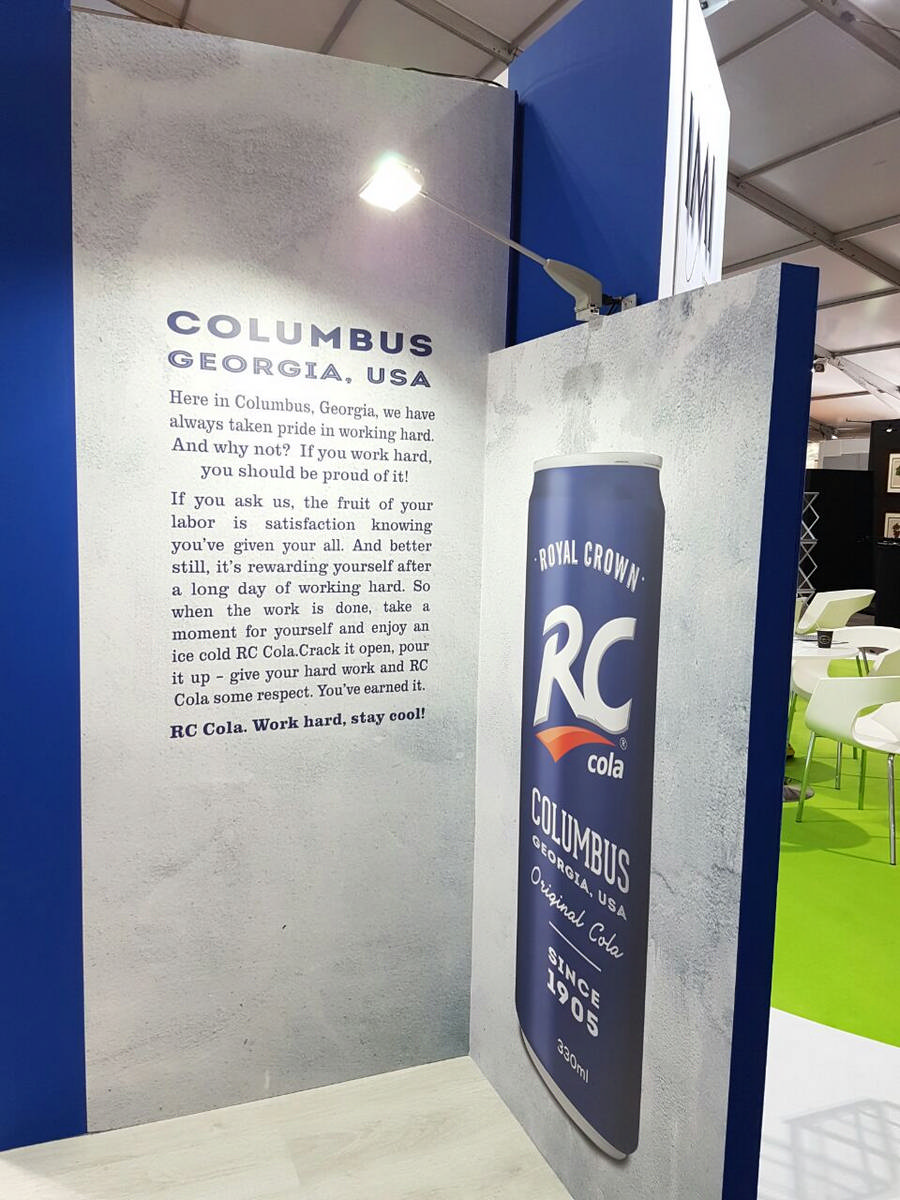 COLUMBUS
GEORGIA, USA
Here in Columbus, Georgia, we have
always taken pride in working hard.
And why not? If you work hard,
you should be proud of it!
If you ask us, the fruit of your
labor is satisfaction knowing
you've given your all. And better
still, it's rewarding yourself after
a long day of working hard. So
when the work is done, take a
moment for yourself and enjoy an
ice cold RC Cola.Crack it open, pour
it up – give your hard work and RC
Cola some respect. You've earned it.
RC Cola. Work hard, stay cool!
· ROYAL CROWN ·
RC
®
cola
COLUMBUS
GEORGIA, USA
Original Cola
SINCE
1905
330ml